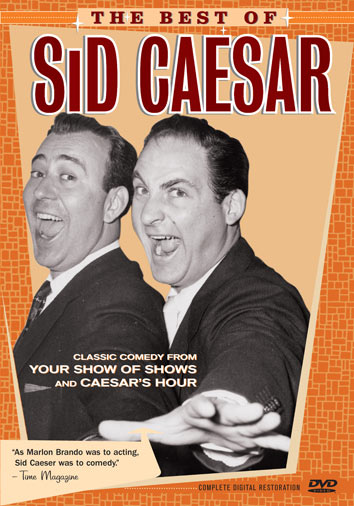 THE BEST OF
SID CAESAR
CLASSIC COMEDY FROM
YOUR SHOW OF SHOWS
AND CAESAR'S HOUR
"As Marlon Brando was to acting,
Sid Caeser was to comedy."
– Time Magazine
COMPLETE DIGITAL RESTORATION
DVD
VIDEO